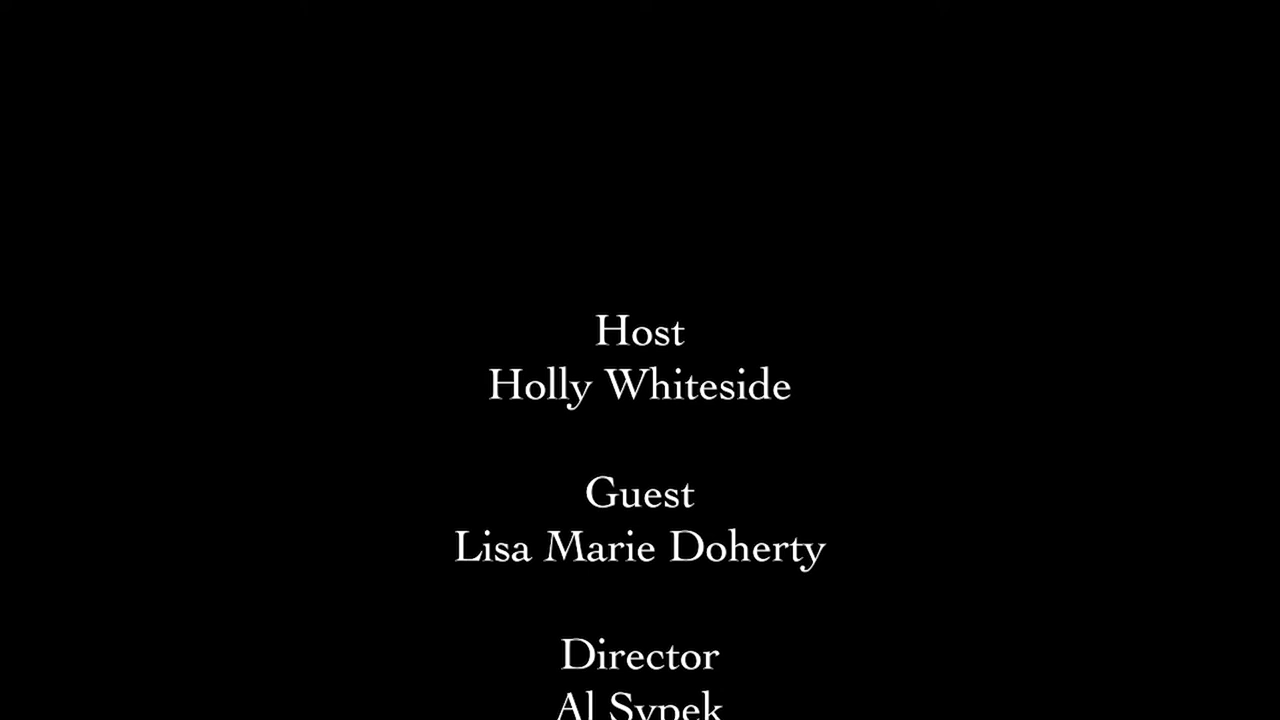 Host
Holly Whiteside
Guest
Lisa Marie Doherty
Director
Al Sypek